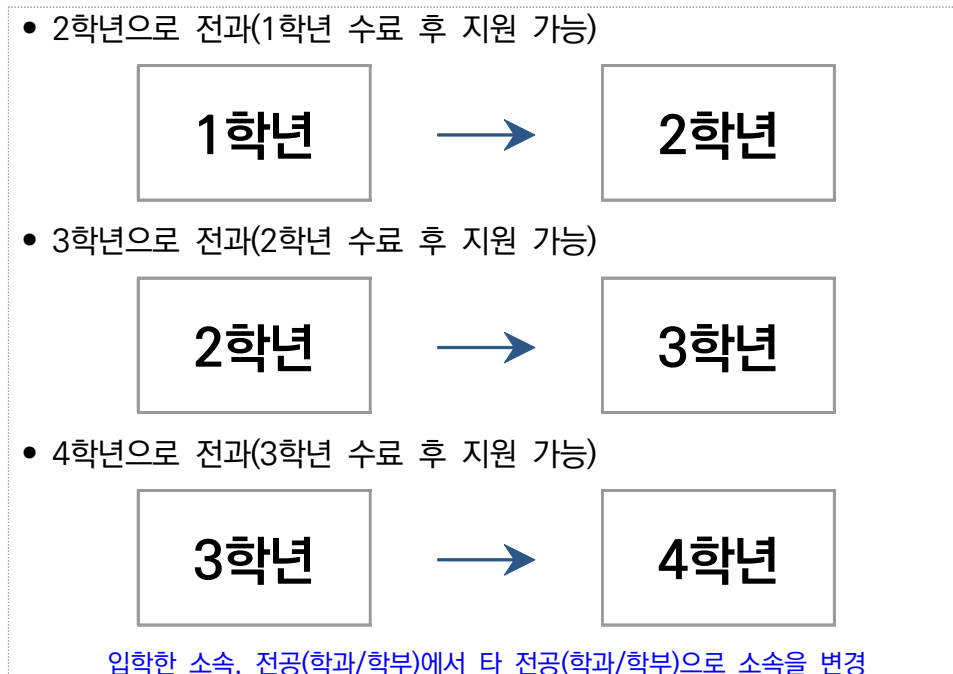 • 2학년으로 전과(1학년 수료 후 지원 가능)
1학년 → 2학년
• 3학년으로 전과(2학년 수료 후 지원 가능)
2학년 → 3학년
• 4학년으로 전과(3학년 수료 후 지원 가능)
3학년 → 4학년
입학한 소속, 전공(학과/학부)에서 타 전공(학과/학부)으로 소속을 변경